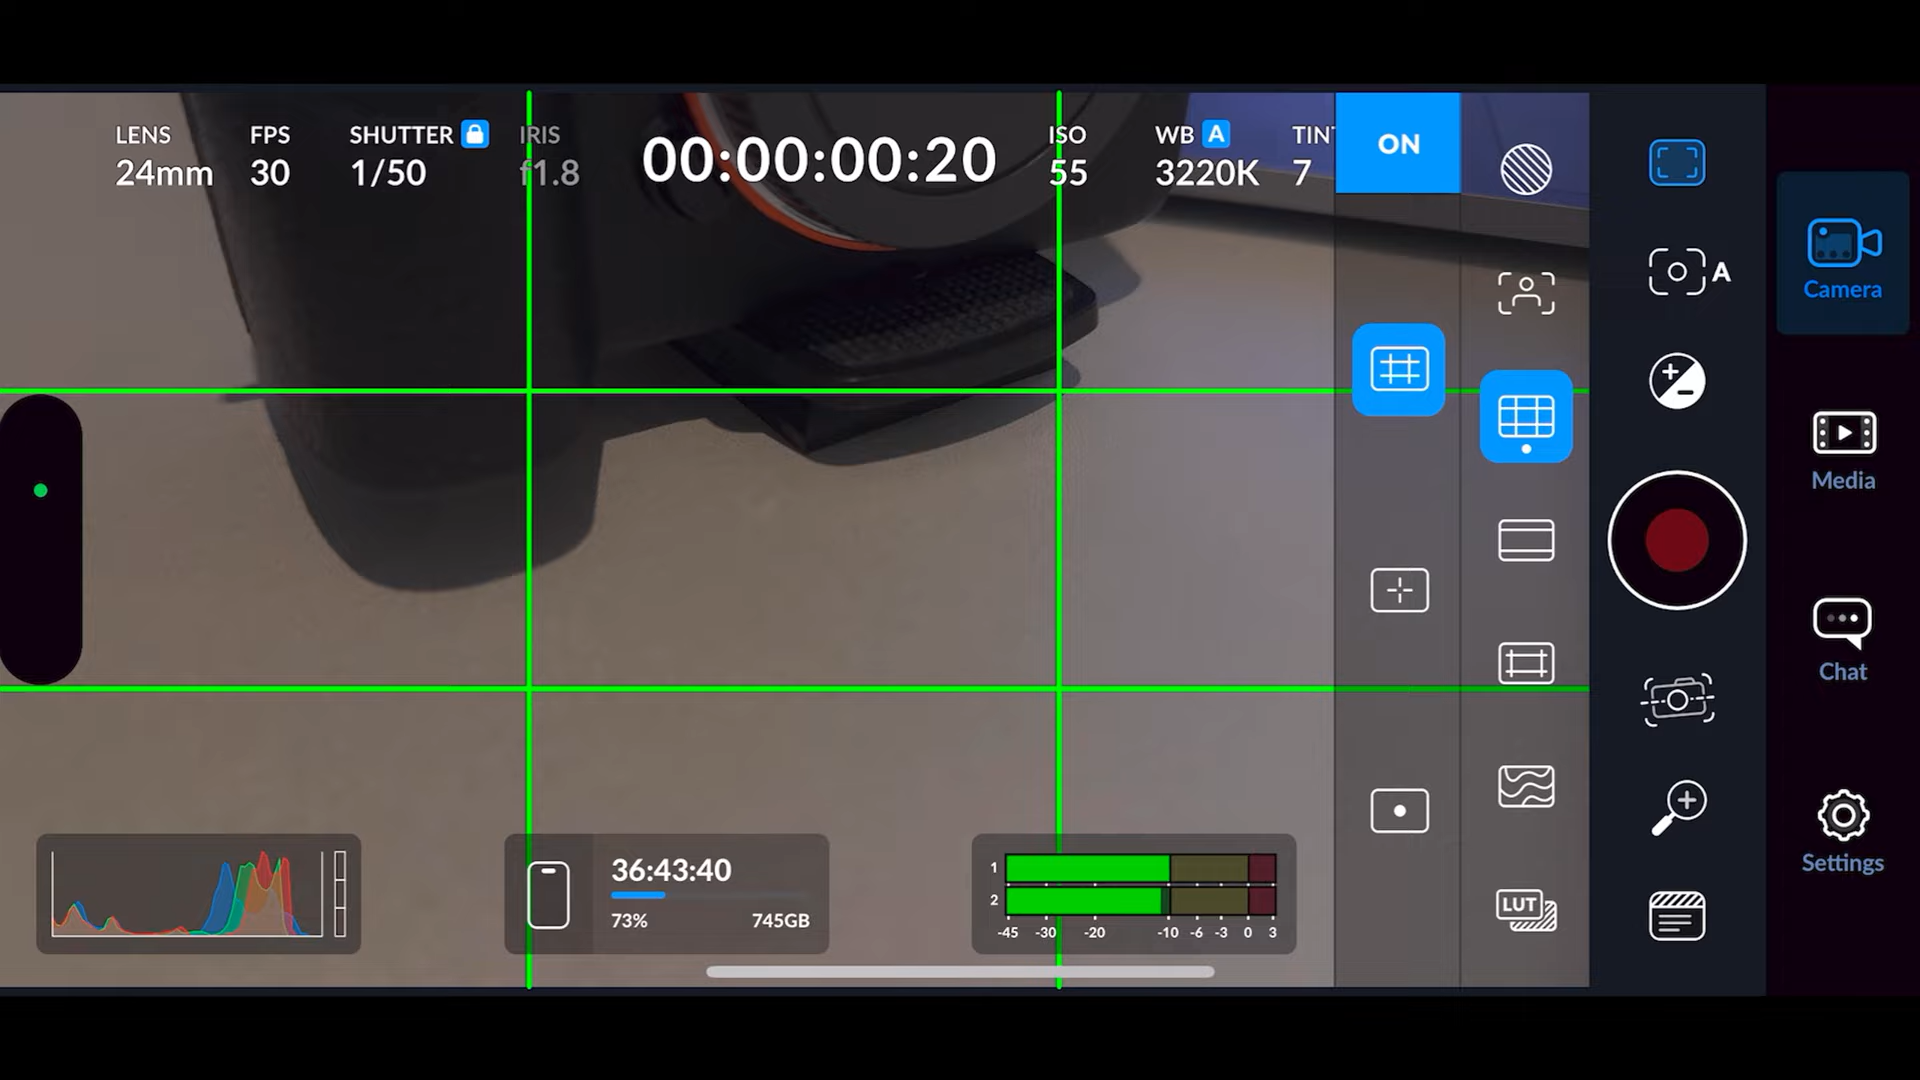 LENS FPS SHUTTER IRIS 00:00:00:20 ISO WB A TIN ON
24mm 30 1/50 f1.8 55 3220K 7
A
Camera
Media
Chat
Settings
LUT
36:43:40
73% 745GB
1
2
-45 -30 -20 -10 -6 -3 0 3